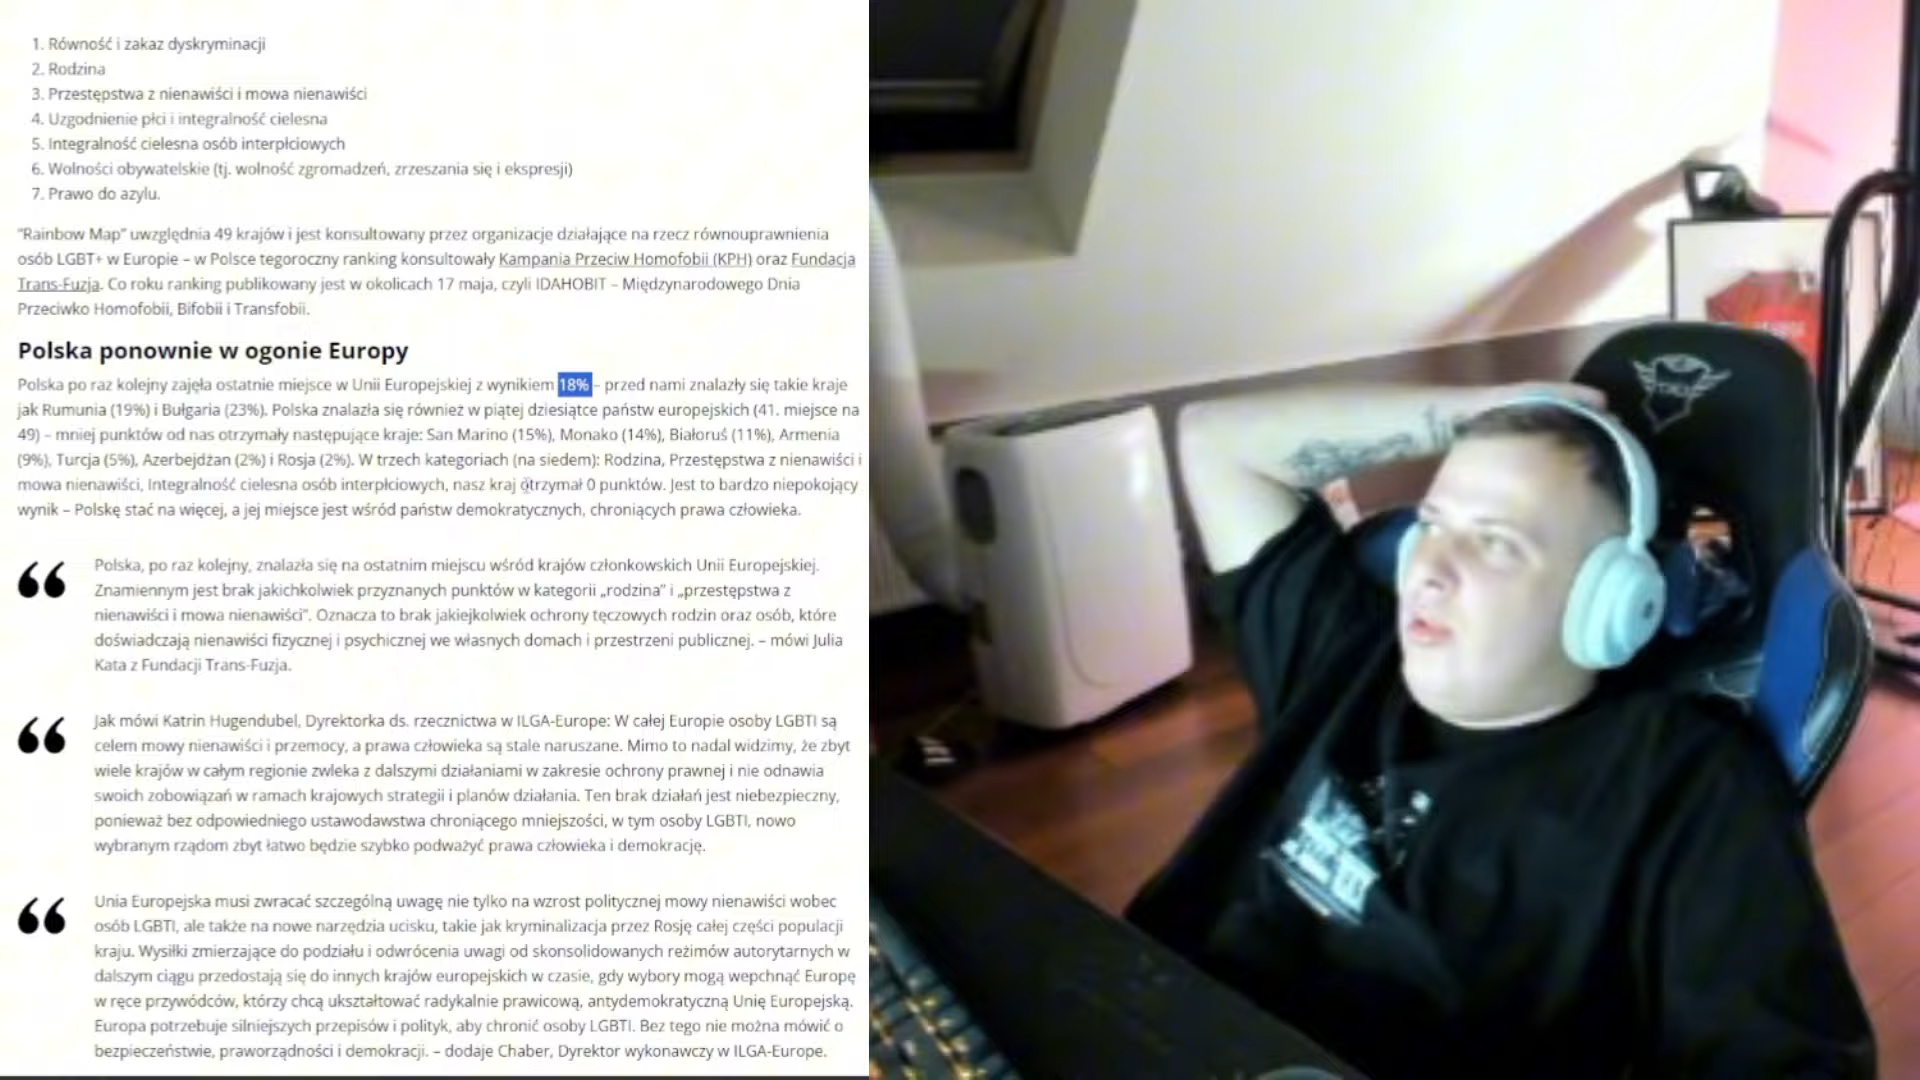 1. Równość i zakaz dyskryminacji
2. Rodzina
3. Przestępstwa z nienawiści i mowa nienawiści
4. Uzgodnienie płci i integralność cielesna
5. Integralność cielesna osób interpłciowych
6. Wolności obywatelskie (tj. wolność zgromadzeń, zrzeszania się i ekspresji)
7. Prawo do azylu.
"Rainbow Map" uwzględnia 49 krajów i jest konsultowany przez organizacje działające na rzecz równouprawnienia
osób LGBT+ w Europie – w Polsce tegoroczny ranking konsultowały Kampania Przeciw Homofobii (KPH) oraz Fundacja
Trans-Fuzja. Co roku ranking publikowany jest w okolicach 17 maja, czyli IDAHOBIT – Międzynarodowego Dnia
Przeciwko Homofobii, Bifobii i Transfobii.
Polska ponownie w ogonie Europy
Polska po raz kolejny zajęła ostatnie miejsce w Unii Europejskiej z wynikiem 18% – przed nami znalazły się takie kraje
jak Rumunia (19%) i Bułgaria (23%). Polska znalazła się również w piątej dziesiątce państw europejskich (41. miejsce na
49) – mniej punktów od nas otrzymały następujące kraje: San Marino (15%), Monako (14%), Białoruś (11%), Armenia
(9%), Turcja (5%), Azerbejdżan (2%) i Rosja (2%). W trzech kategoriach (na siedem): Rodzina, Przestępstwa z nienawiści i
mowa nienawiści, Integralność cielesna osób interpłciowych, nasz kraj otrzymał 0 punktów. Jest to bardzo niepokojący
wynik – Polskę stać na więcej, a jej miejsce jest wśród państw demokratycznych, chroniących prawa człowieka.
Polska, po raz kolejny, znalazła się na ostatnim miejscu wśród krajów członkowskich Unii Europejskiej.
Znamiennym jest brak jakichkolwiek przyznanych punktów w kategorii „rodzina” i „przestępstwa z
nienawiści i mowa nienawiści”. Oznacza to brak jakiejkolwiek ochrony tęczowych rodzin oraz osób, które
doświadczają nienawiści fizycznej i psychicznej we własnych domach i przestrzeni publicznej. – mówi Julia
Kata z Fundacji Trans-Fuzja.
Jak mówi Katrin Hugendubel, Dyrektorka ds. rzecznictwa w ILGA-Europe: W całej Europie osoby LGBTI są
celem mowy nienawiści i przemocy, a prawa człowieka są stale naruszane. Mimo to nadal widzimy, że zbyt
wiele krajów w całym regionie zwleka z dalszymi działaniami w zakresie ochrony prawnej i nie odnawia
swoich zobowiązań w ramach krajowych strategii i planów działania. Ten brak działań jest niebezpieczny,
ponieważ bez odpowiedniego ustawodawstwa chroniącego mniejszości, w tym osoby LGBTI, nowo
wybranym rządom zbyt łatwo będzie szybko podważyć prawa człowieka i demokrację.
Unia Europejska musi zwracać szczególną uwagę nie tylko na wzrost politycznej mowy nienawiści wobec
osób LGBTI, ale także na nowe narzędzia ucisku, takie jak kryminalizacja przez Rosję całej części populacji
kraju. Wysiłki zmierzające do podziału i odwrócenia uwagi od skonsolidowanych reżimów autorytarnych w
dalszym ciągu przedostają się do innych krajów europejskich w czasie, gdy wybory mogą wepchnąć Europę
w ręce przywódców, którzy chcą ukształtować radykalnie prawicową, antydemokratyczną Unię Europejską.
Europa potrzebuje silniejszych przepisów i polityk, aby chronić osoby LGBTI. Bez tego nie można mówić o
bezpieczeństwie, praworządności i demokracji. – dodaje Chaber, Dyrektor wykonawczy w ILGA-Europe.